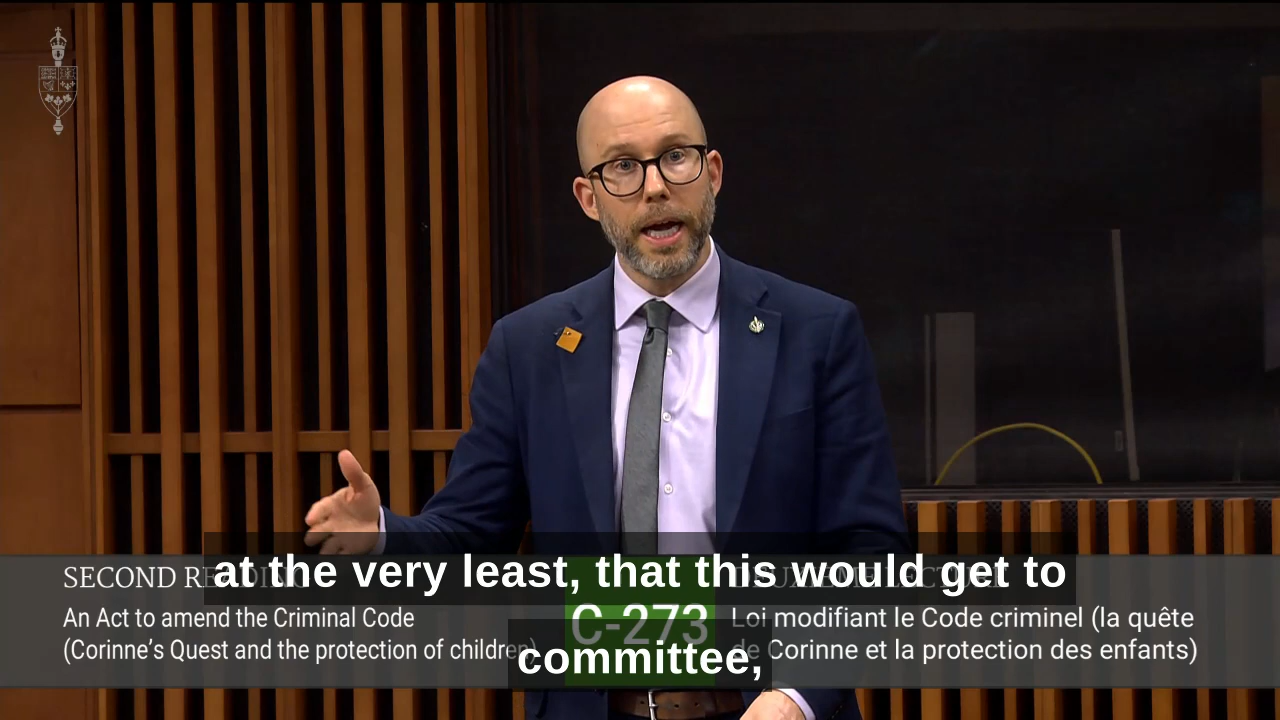 SECOND
at the very least, that this would get to
An Act to amend the Criminal Code
(Corinne's Quest and the protection of children)
C-273
Loi modifiant le Code criminel (la quête
de Corinne et la protection des enfants)
committee,